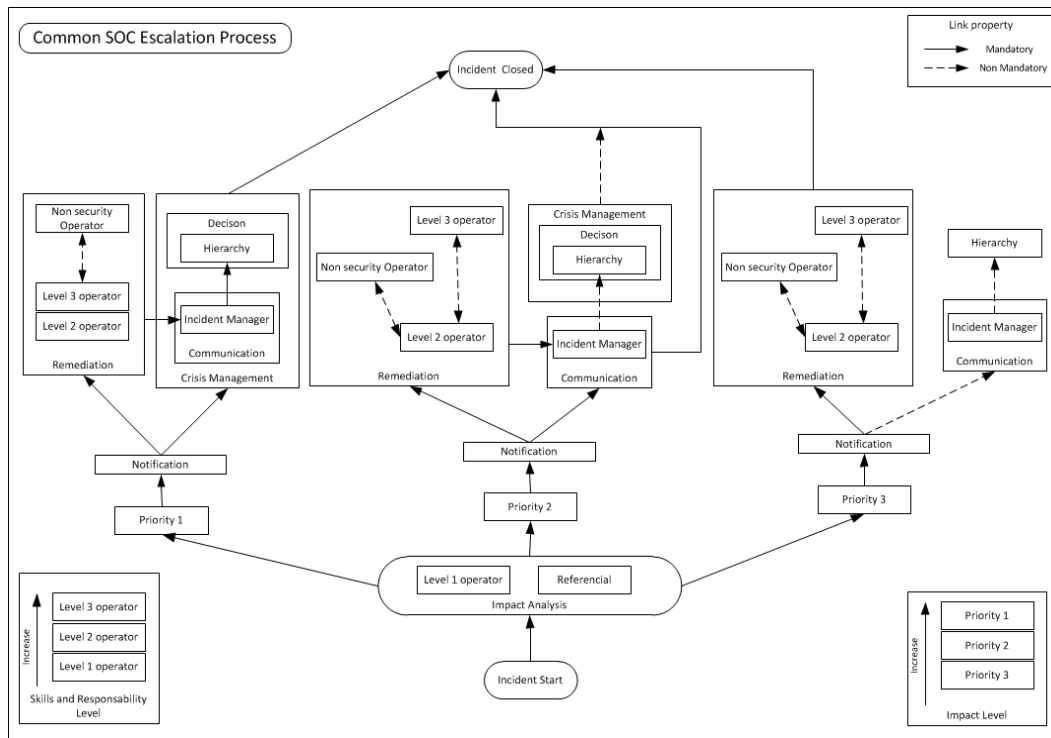 Common SOC Escalation Process
Link property
Mandatory
Non Mandatory
Incident Closed
Non security
Operator
Level 3 operator
Level 2 operator
Remediation
Decison
Hierarchy
Incident Manager
Communication
Crisis Management
Level 3 operator
Non security Operator
Level 2 operator
Remediation
Crisis Management
Decison
Hierarchy
Incident Manager
Communication
Level 3 operator
Non security Operator
Level 2 operator
Remediation
Hierarchy
Incident Manager
Communication
Notification
Notification
Notification
Priority 1
Priority 2
Priority 3
Level 1 operator
Referencial
Impact Analysis
Incident Start
Increase
Level 3 operator
Level 2 operator
Level 1 operator
Skills and Responsability
Level
Increase
Priority 1
Priority 2
Priority 3
Impact Level